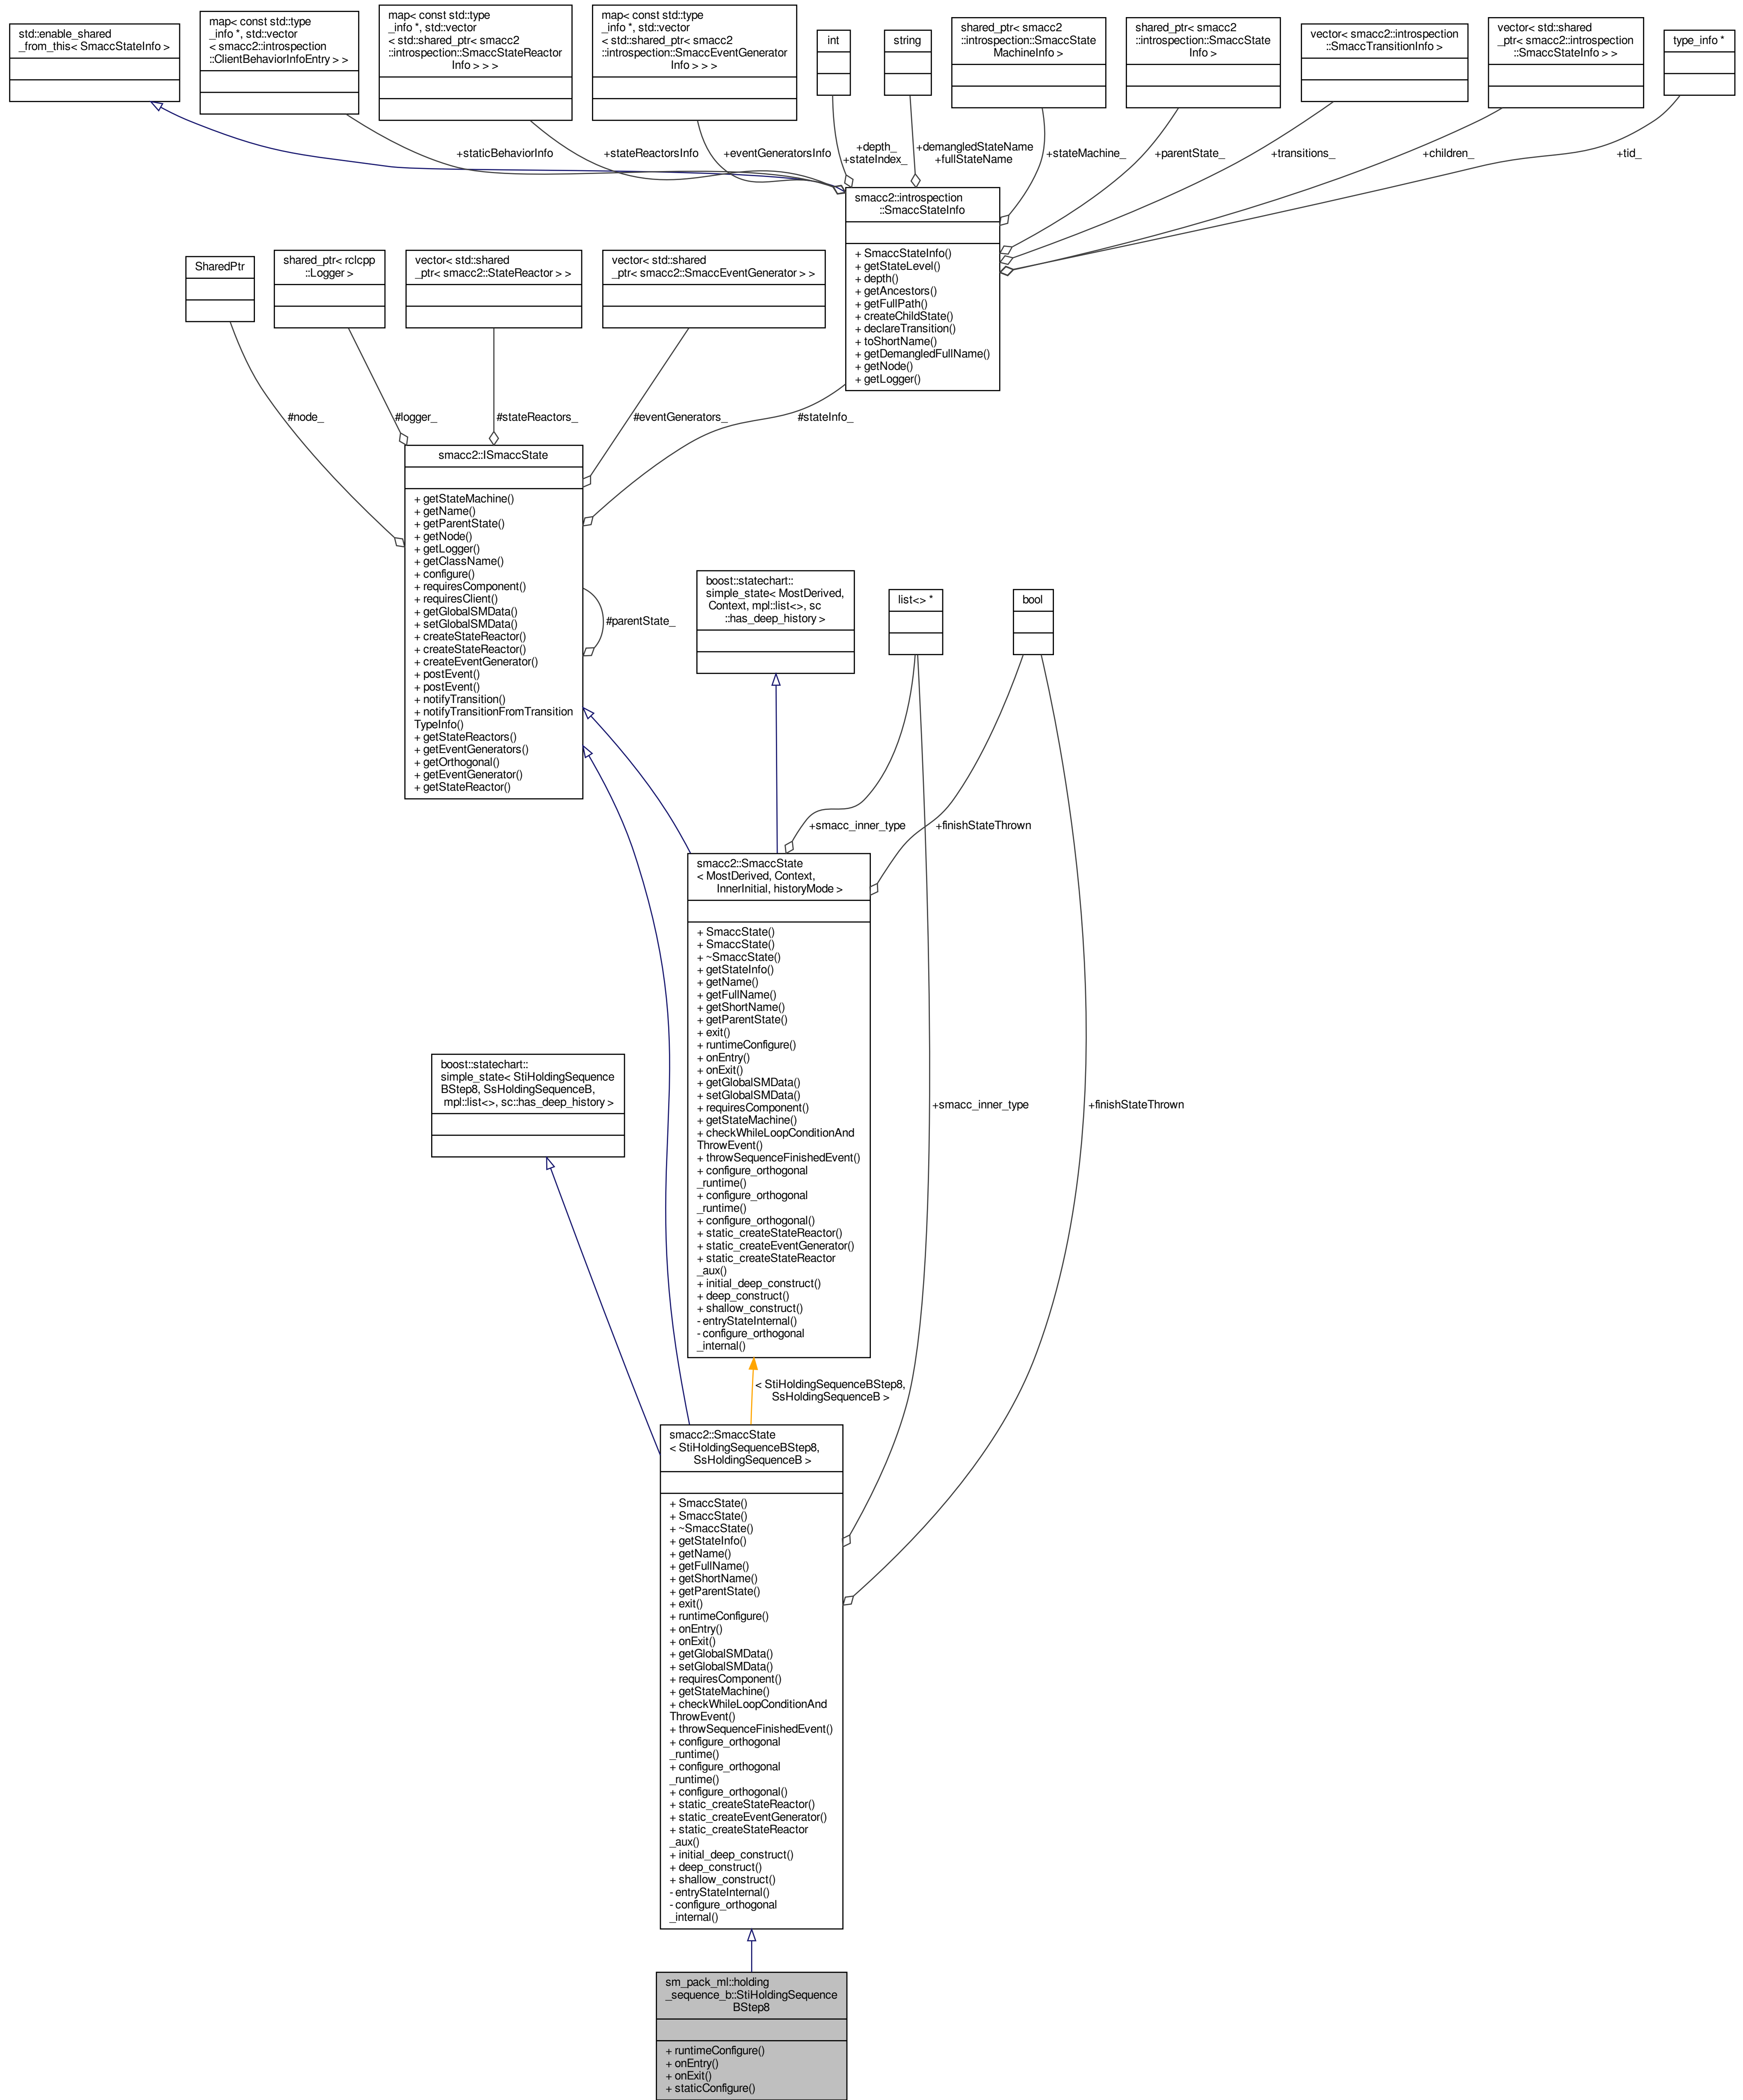 std::enable_shared
_from_this< SmaccStateInfo >
map< const std::type
_info *, std::vector
< smacc2::introspection
::ClientBehaviorInfoEntry > >
map< const std::type
_info *, std::vector
< std::shared_ptr< smacc2
::introspection::SmaccStateReactor
Info > > >
map< const std::type
_info *, std::vector
< std::shared_ptr< smacc2
::introspection::SmaccEventGenerator
Info > > >
int
string
shared_ptr< smacc2
::introspection::SmaccState
MachineInfo >
shared_ptr< smacc2
::introspection::SmaccState
Info >
vector< smacc2::introspection
::SmaccTransitionInfo >
vector< std::shared
_ptr< smacc2::introspection
::SmaccStateInfo > >
type_info *
+staticBehaviorInfo
+stateReactorsInfo
+eventGeneratorsInfo
+depth_
+stateIndex_
+demangledStateName
+fullStateName
+stateMachine_
+parentState_
+transitions_
+children_
+tid_
smacc2::introspection
::SmaccStateInfo
+ SmaccStateInfo()
+ getStateLevel()
+ depth()
+ getAncestors()
+ getFullPath()
+ createChildState()
+ declareTransition()
+ toShortName()
+ getDemangledFullName()
+ getNode()
+ getLogger()
SharedPtr
shared_ptr< rclcpp
::Logger >
vector< std::shared
_ptr< smacc2::StateReactor > >
vector< std::shared
_ptr< smacc2::SmaccEventGenerator > >
#node_
#logger_
#stateReactors_
#eventGenerators_
#stateInfo_
smacc2::ISmaccState
+ getStateMachine()
+ getName()
+ getParentState()
+ getNode()
+ getLogger()
+ getClassName()
+ configure()
+ requiresComponent()
+ requiresClient()
+ getGlobalSMData()
+ setGlobalSMData()
+ createStateReactor()
+ createStateReactor()
+ createEventGenerator()
+ postEvent()
+ postEvent()
+ notifyTransition()
+ notifyTransitionFromTransition
TypeInfo()
+ getStateReactors()
+ getEventGenerators()
+ getOrthogonal()
+ getEventGenerator()
+ getStateReactor()
#parentState_
boost::statechart::
simple_state< MostDerived,
Context, mpl::list<>, sc
::has_deep_history >
list<> *
bool
+smacc_inner_type
+finishStateThrown
smacc2::SmaccState
< MostDerived, Context,
InnerInitial, historyMode >
+ SmaccState()
+ SmaccState()
+ ~SmaccState()
+ getStateInfo()
+ getName()
+ getFullName()
+ getShortName()
+ getParentState()
+ exit()
+ runtimeConfigure()
+ onEntry()
+ onExit()
+ getGlobalSMData()
+ setGlobalSMData()
+ requiresComponent()
+ getStateMachine()
+ checkWhileLoopConditionAnd
ThrowEvent()
+ throwSequenceFinishedEvent()
+ configure_orthogonal
_runtime()
+ configure_orthogonal
_runtime()
+ configure_orthogonal()
+ static_createStateReactor()
+ static_createEventGenerator()
+ static_createStateReactor
_aux()
+ initial_deep_construct()
+ deep_construct()
+ shallow_construct()
- entryStateInternal()
- configure_orthogonal
_internal()
boost::statechart::
simple_state< StiHoldingSequence
BStep8, SsHoldingSequenceB,
mpl::list<>, sc::has_deep_history >
+smacc_inner_type
+finishStateThrown
< StiHoldingSequenceBStep8,
SsHoldingSequenceB >
smacc2::SmaccState
< StiHoldingSequenceBStep8,
SsHoldingSequenceB >
+ SmaccState()
+ SmaccState()
+ ~SmaccState()
+ getStateInfo()
+ getName()
+ getFullName()
+ getShortName()
+ getParentState()
+ exit()
+ runtimeConfigure()
+ onEntry()
+ onExit()
+ getGlobalSMData()
+ setGlobalSMData()
+ requiresComponent()
+ getStateMachine()
+ checkWhileLoopConditionAnd
ThrowEvent()
+ throwSequenceFinishedEvent()
+ configure_orthogonal
_runtime()
+ configure_orthogonal
_runtime()
+ configure_orthogonal()
+ static_createStateReactor()
+ static_createEventGenerator()
+ static_createStateReactor
_aux()
+ initial_deep_construct()
+ deep_construct()
+ shallow_construct()
- entryStateInternal()
- configure_orthogonal
_internal()
sm_pack_ml::holding
_sequence_b::StiHoldingSequence
BStep8
+ runtimeConfigure()
+ onEntry()
+ onExit()
+ staticConfigure()